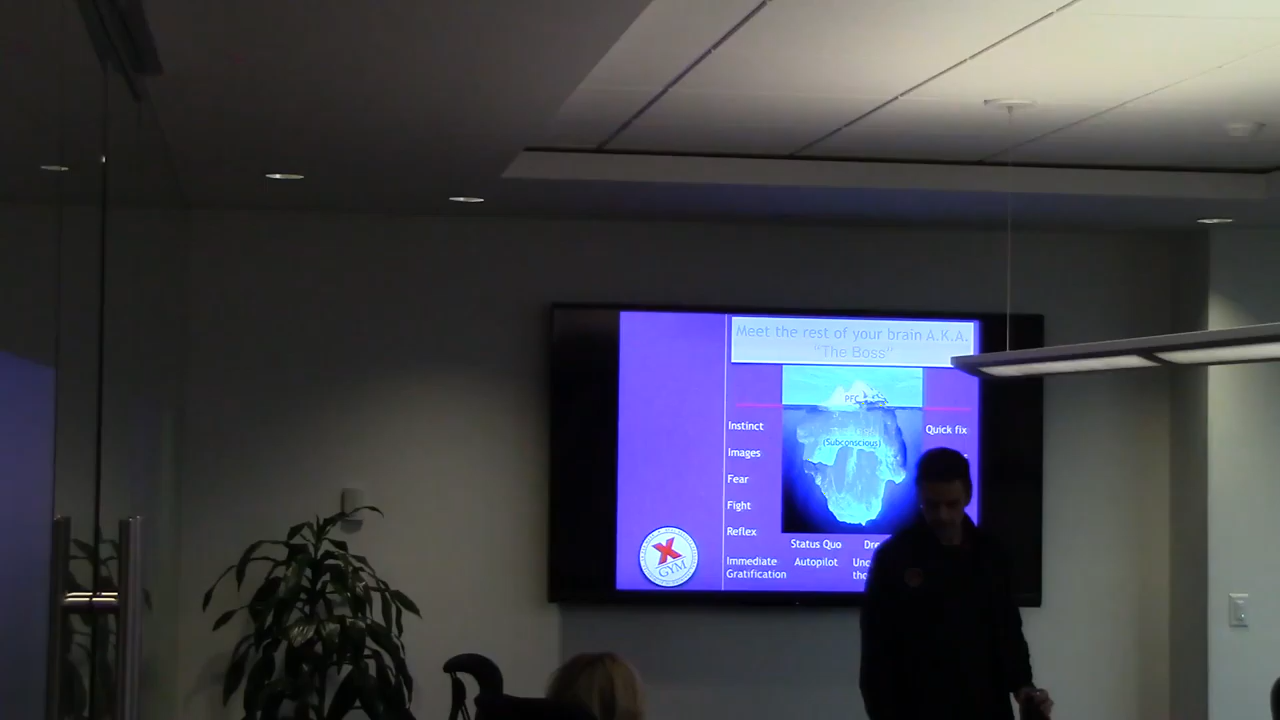 Meet the rest of your brain A.K.A.
"The Boss"
PFC
(Subconscious)
Instinct
Images
Fear
Fight
Reflex
Immediate
Gratification
Status Quo
Autopilot
Quick fix
X
GYM